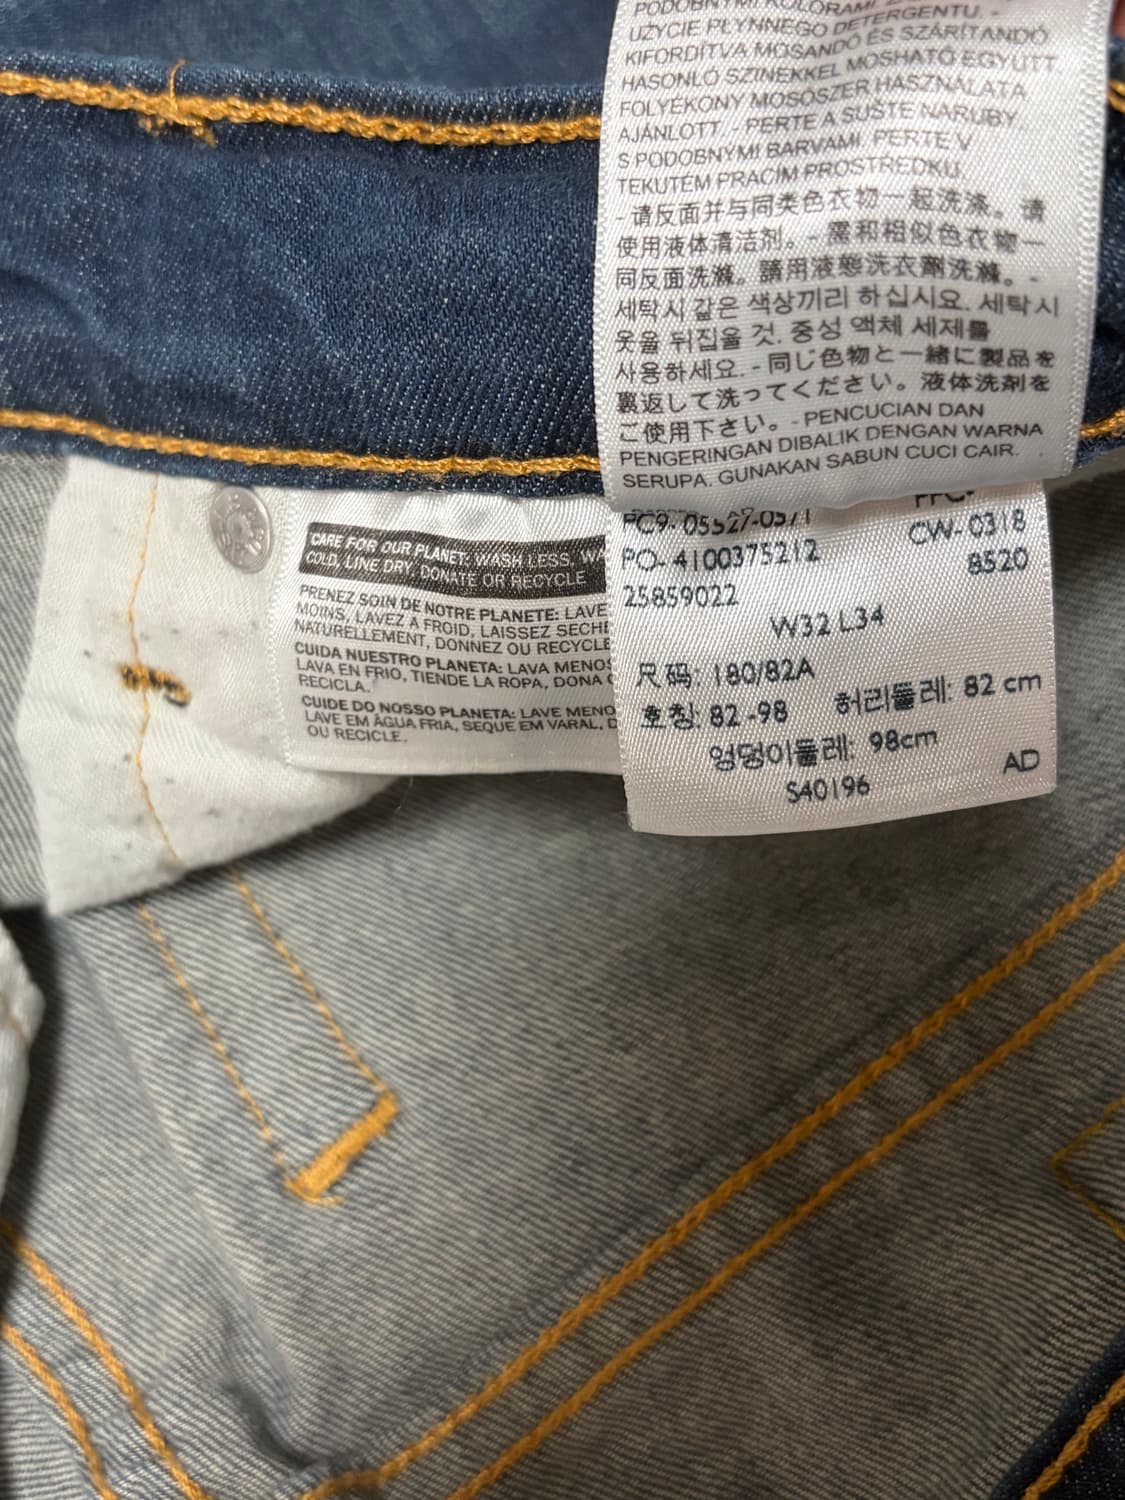 PODOBNYMI KOLORAMI.
UŻYCIE PŁYNNEGO DETERGENTU. -
KIFORDÍTVA MOSANDÓ ÉS SZÁRÍTANDÓ.
HASONLÓ SZINEKKEL MOSHATÓ EGYÜTT.
FOLYÉKONY MOSÓSZER HASZNÁLATA
AJÁNLOTT. - PERTE A SUŠTE NARUBY.
S PODOBNÝMI BARVAMI. PERTE V
TEKUTÉM PRACÍM PROSTŘEDKU.
- 请反面并与同类色衣物一起洗涤。请
使用液体清洁剂。- 需和相似色衣物一
同反面洗滌。請用液態洗衣劑洗滌。-
세탁시 같은 색상끼리 하십시요. 세탁시
옷을 뒤집을 것. 중성 액체 세제를
사용하세요. - 同じ色物と一緒に製品を
裏返して洗ってください。液体洗剤を
ご使用下さい。- PENCUCIAN DAN
PENGERINGAN DIBALIK DENGAN WARNA
SERUPA. GUNAKAN SABUN CUCI CAIR.
PC9- 05527-0571
PPC-
PO- 4100375212
CW- 0318
25859022
8520
W32 L34
尺码: 180/82A
호칭: 82 -98 허리둘레: 82 cm
엉덩이둘레: 98cm
S40196
AD
CARE FOR OUR PLANET: WASH LESS, WA
COLD, LINE DRY, DONATE OR RECYCLE
PRENEZ SOIN DE NOTRE PLANETE: LAVE
MOINS, LAVEZ A FROID, LAISSEZ SECHE
NATURELLEMENT, DONNEZ OU RECYCLE
CUIDA NUESTRO PLANETA: LAVA MENOS
LAVA EN FRIO, TIENDE LA ROPA, DONA
RECICLA.
CUIDE DO NOSSO PLANETA: LAVE MENO
LAVE EM ÁGUA FRIA, SEQUE EM VARAL, D
OU RECICLE.